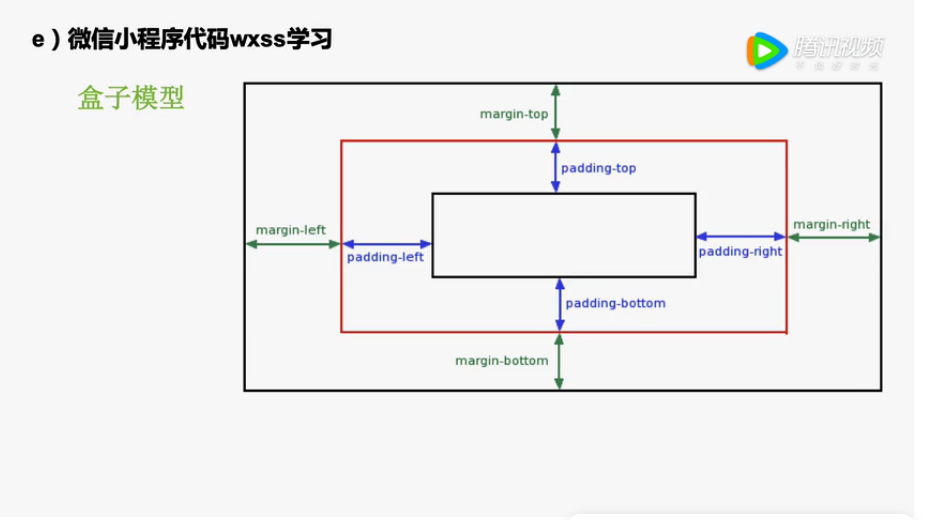 e）微信小程序代码wxss学习
腾讯视频
盒子模型
margin-top
padding-top
margin-left
margin-right
padding-left
padding-right
padding-bottom
margin-bottom